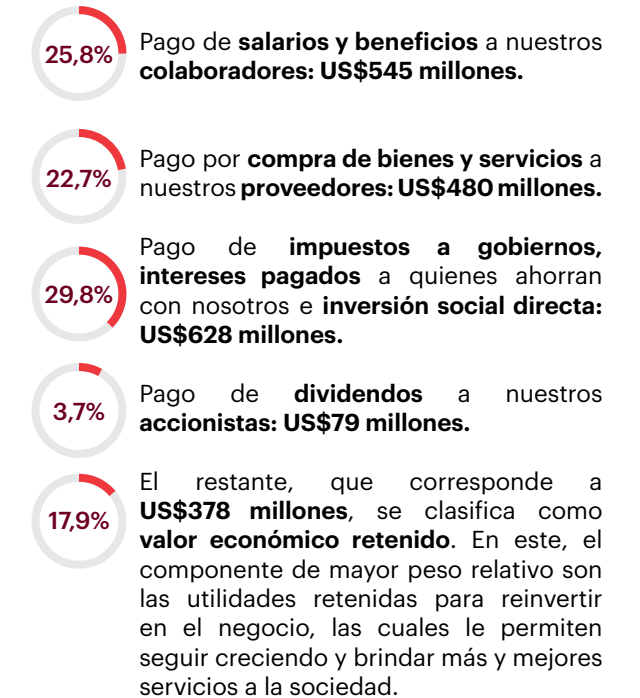 25,8%
Pago de salarios y beneficios a nuestros
colaboradores: US$545 millones.
22,7%
Pago por compra de bienes y servicios a
nuestros proveedores: US$480 millones.
29,8%
Pago de impuestos a gobiernos,
intereses pagados a quienes ahorran
con nosotros e inversión social directa:
US$628 millones.
3,7%
Pago de dividendos a nuestros
accionistas: US$79 millones.
17,9%
El restante, que corresponde a
US$378 millones, se clasifica como
valor económico retenido. En este, el
componente de mayor peso relativo son
las utilidades retenidas para reinvertir
en el negocio, las cuales le permiten
seguir creciendo y brindar más y mejores
servicios a la sociedad.